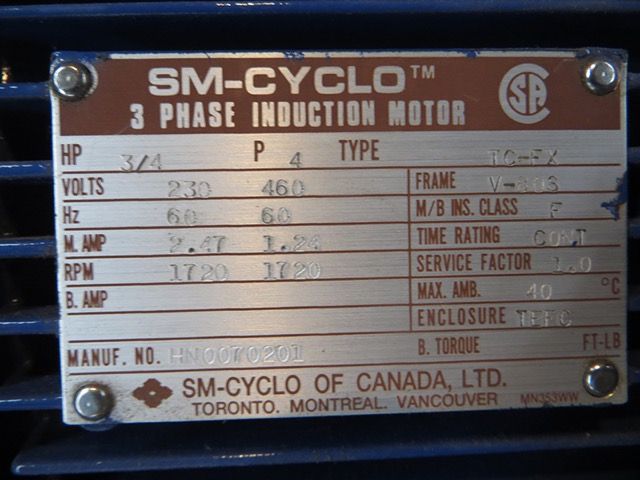 SM-CYCLO™
3 PHASE INDUCTION MOTOR
CSA
HP 3/4 P 4 TYPE TC-FX
VOLTS 230 460 FRAME
Hz 60 60 M/B INS. CLASS F
M. AMP 2.47 1.24 TIME RATING CONT
RPM 1720 1720 SERVICE FACTOR 1.0
B. AMP MAX. AMB. 40 °C
ENCLOSURE TEFC
MANUF. NO. HN0070201 B. TORQUE FT-LB
SM-CYCLO OF CANADA, LTD.
TORONTO. MONTREAL. VANCOUVER MN353WW